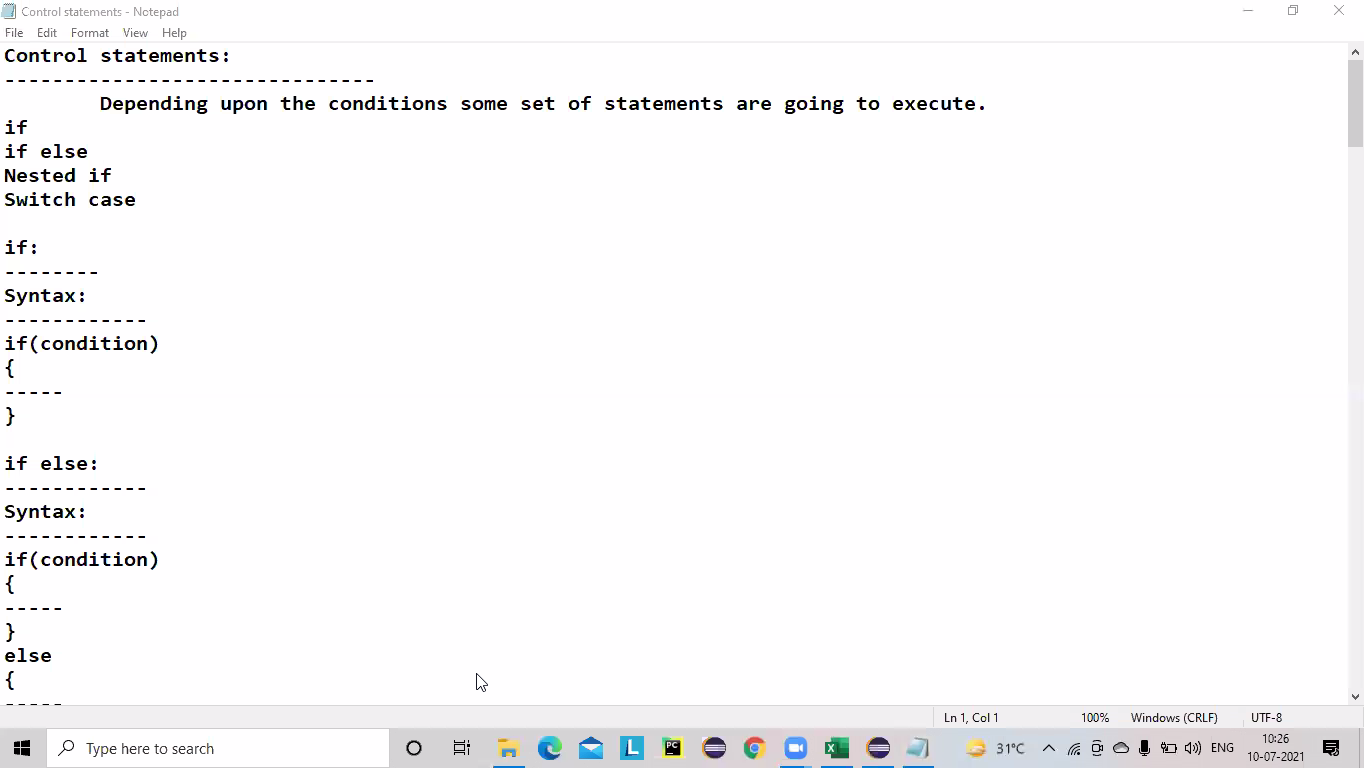 Control statements - Notepad
File Edit Format View Help
Control statements:
-------------------------------
Depending upon the conditions some set of statements are going to execute.
if
if else
Nested if
Switch case
if:
--------
Syntax:
------------
if(condition)
{
-----
}
if else:
------------
Syntax:
------------
if(condition)
{
-----
}
else
{
-----
Ln 1, Col 1 100% Windows (CRLF) UTF-8
Type here to search L PC 31°C ENG 10:26
10-07-2021